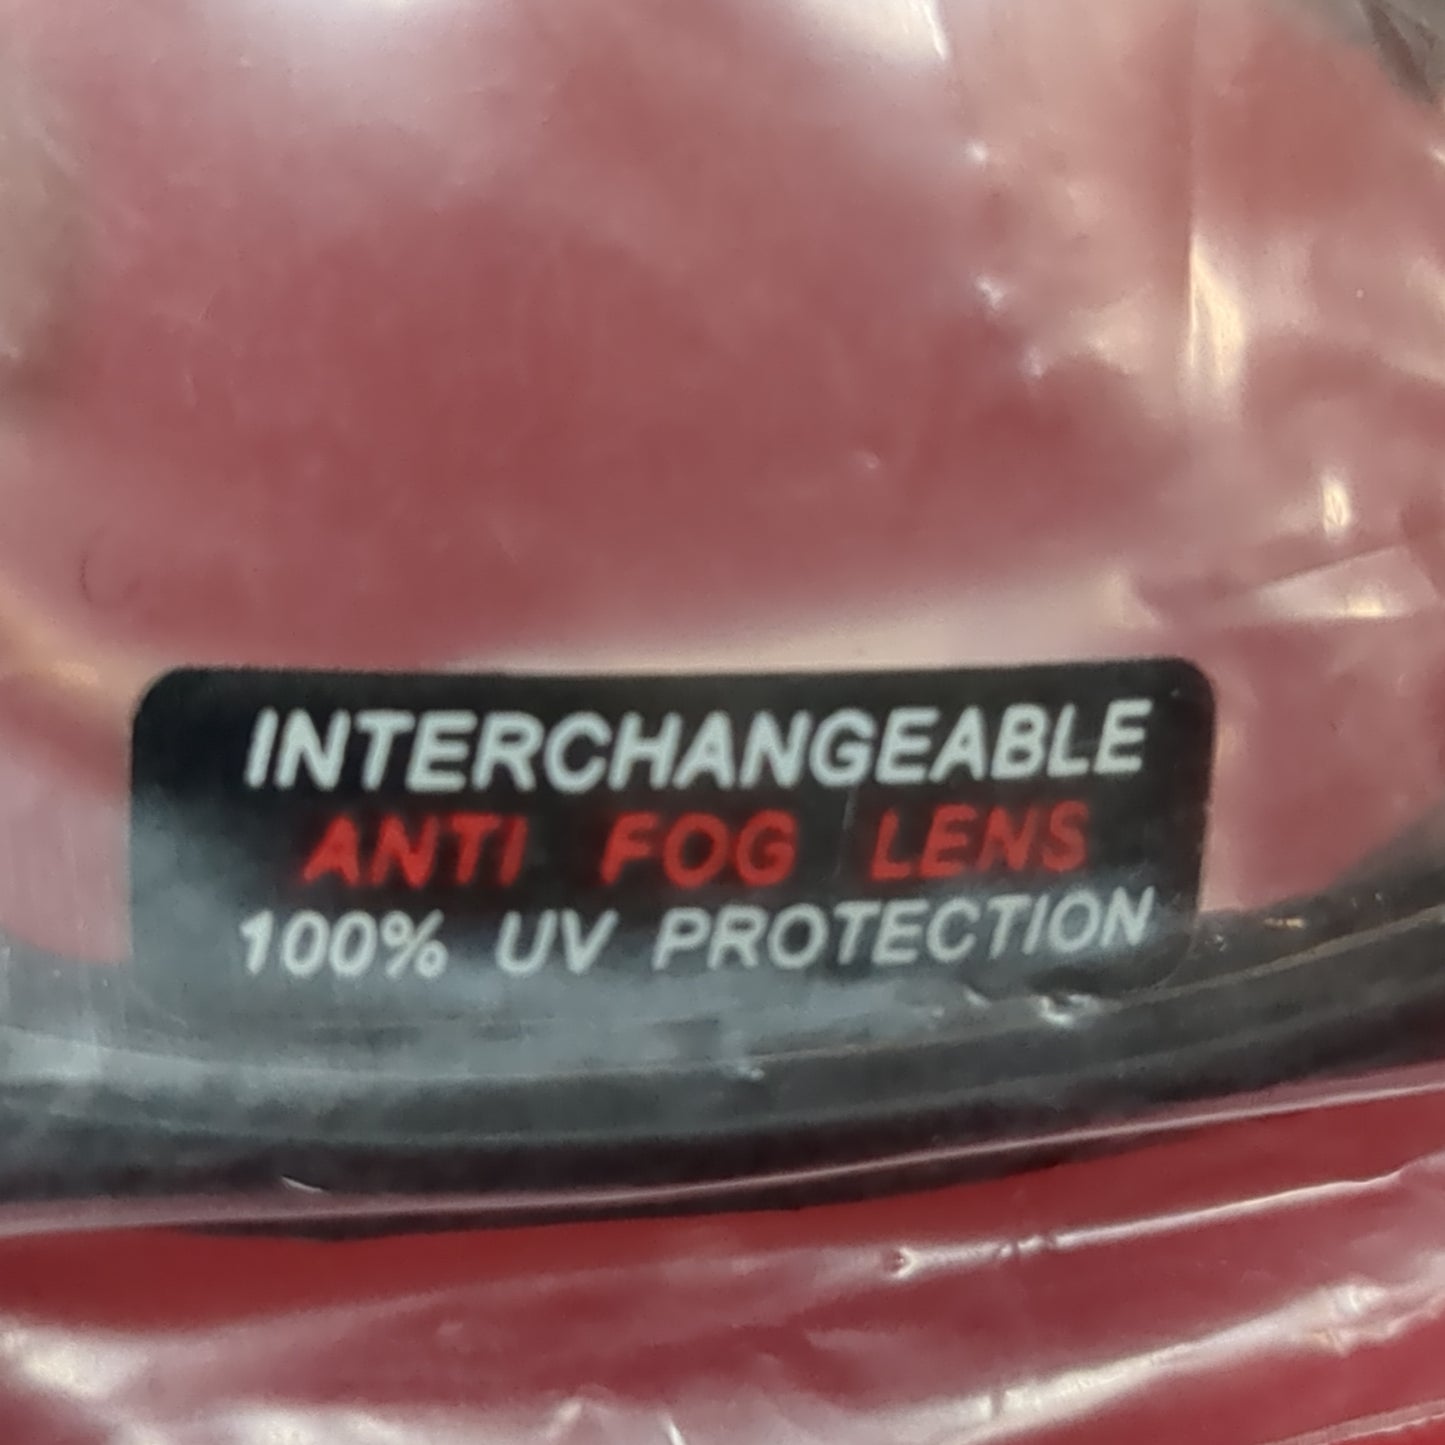 INTERCHANGEABLE
ANTI FOG LENS
100% UV PROTECTION